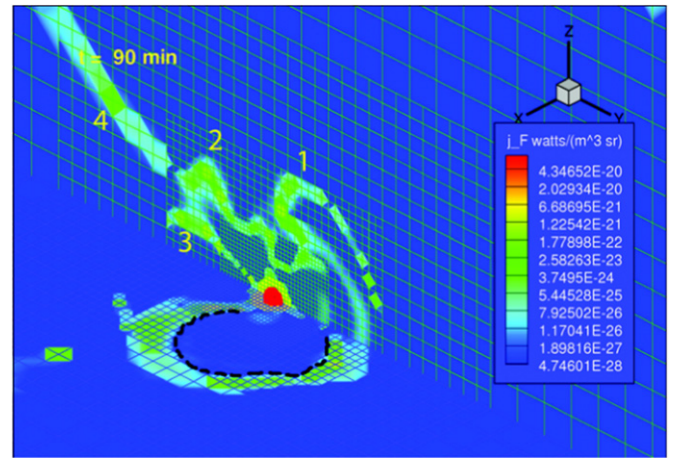 Z
X
Y
t = 90 min
4
2
1
3
j_F watts/(m^3 sr)
4.34652E-20
2.02934E-20
6.68695E-21
1.22542E-21
1.77898E-22
2.58263E-23
3.7495E-24
5.44528E-25
7.92502E-26
1.17041E-26
1.89816E-27
4.74601E-28